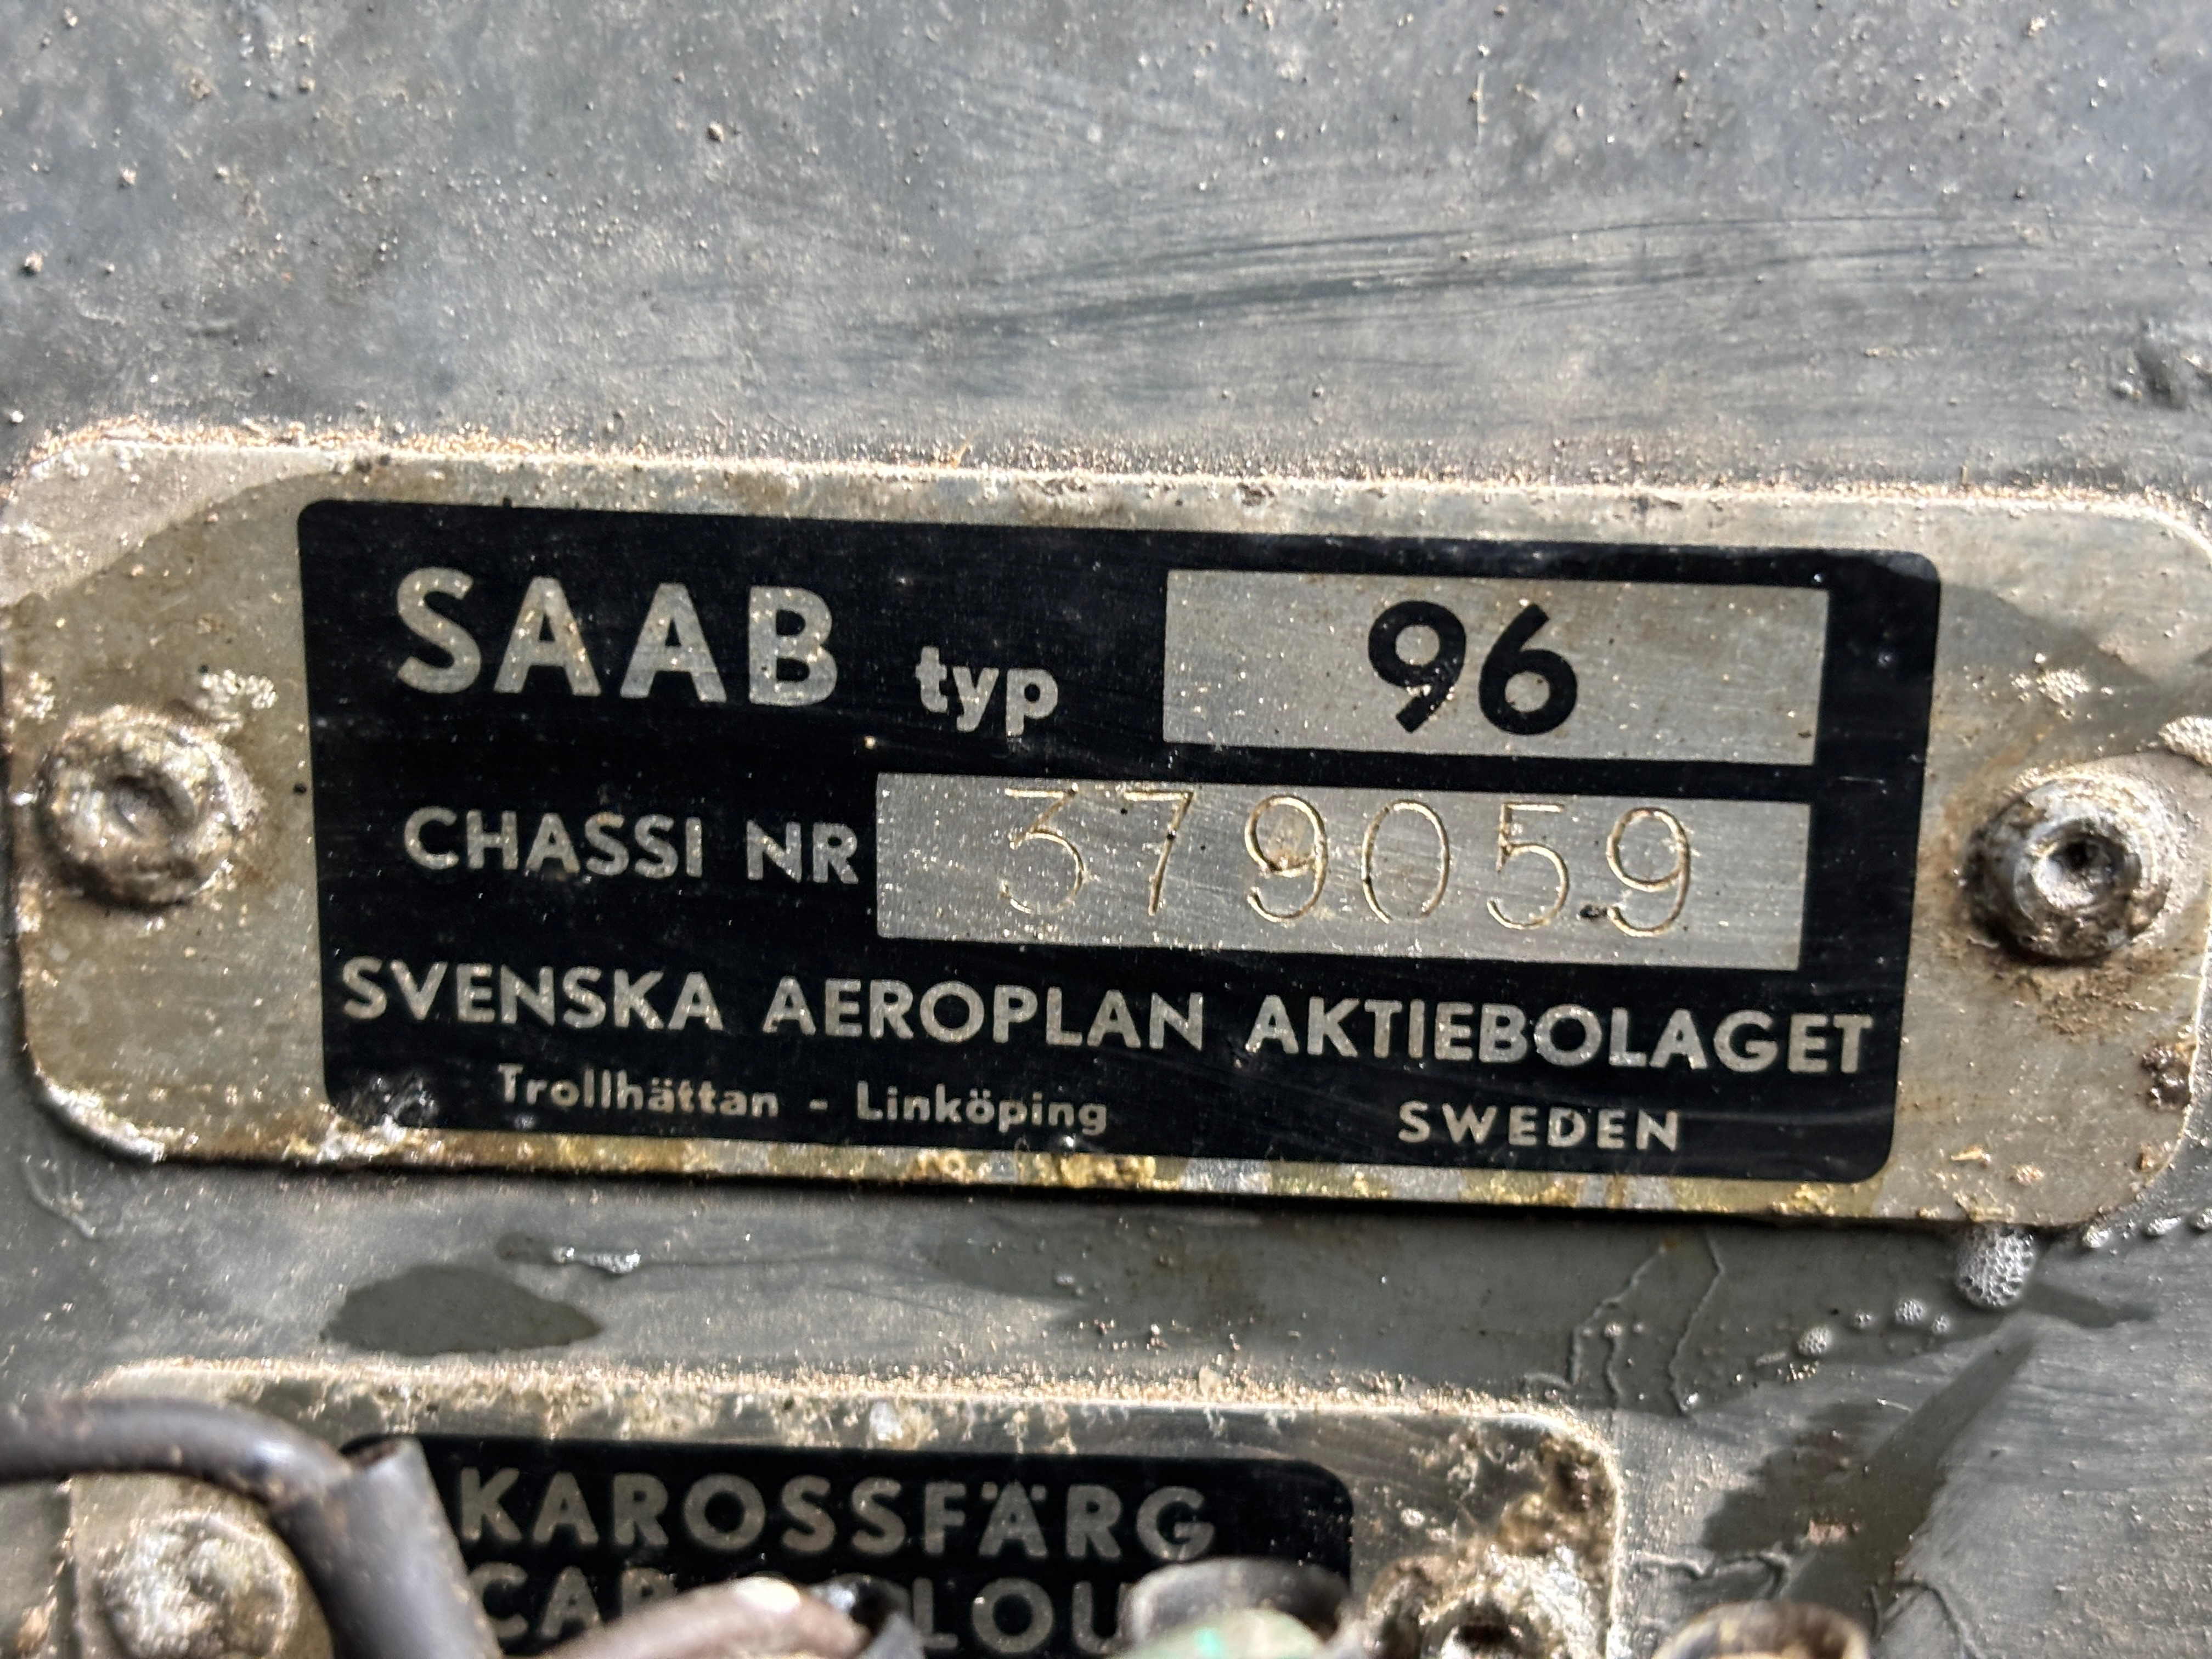 SAAB typ 96
CHASSI NR 379059
SVENSKA AEROPLAN AKTIEBOLAGET
Trollhättan - Linköping SWEDEN
KAROSSFÄRG